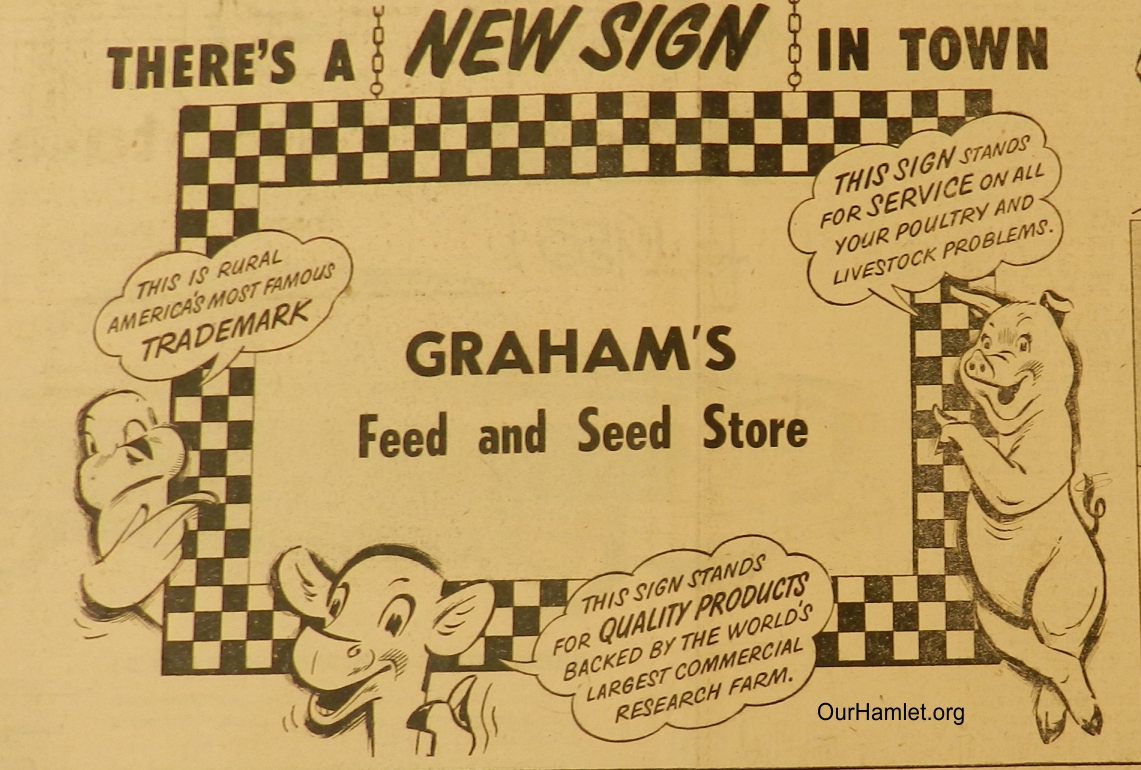 THERE'S A NEW SIGN IN TOWN
THIS SIGN STANDS
FOR SERVICE ON ALL
YOUR POULTRY AND
LIVESTOCK PROBLEMS.
THIS IS RURAL
AMERICA'S MOST FAMOUS
TRADEMARK
GRAHAM'S
Feed and Seed Store
THIS SIGN STANDS
FOR QUALITY PRODUCTS
BACKED BY THE WORLD'S
LARGEST COMMERCIAL
RESEARCH FARM.
OurHamlet.org